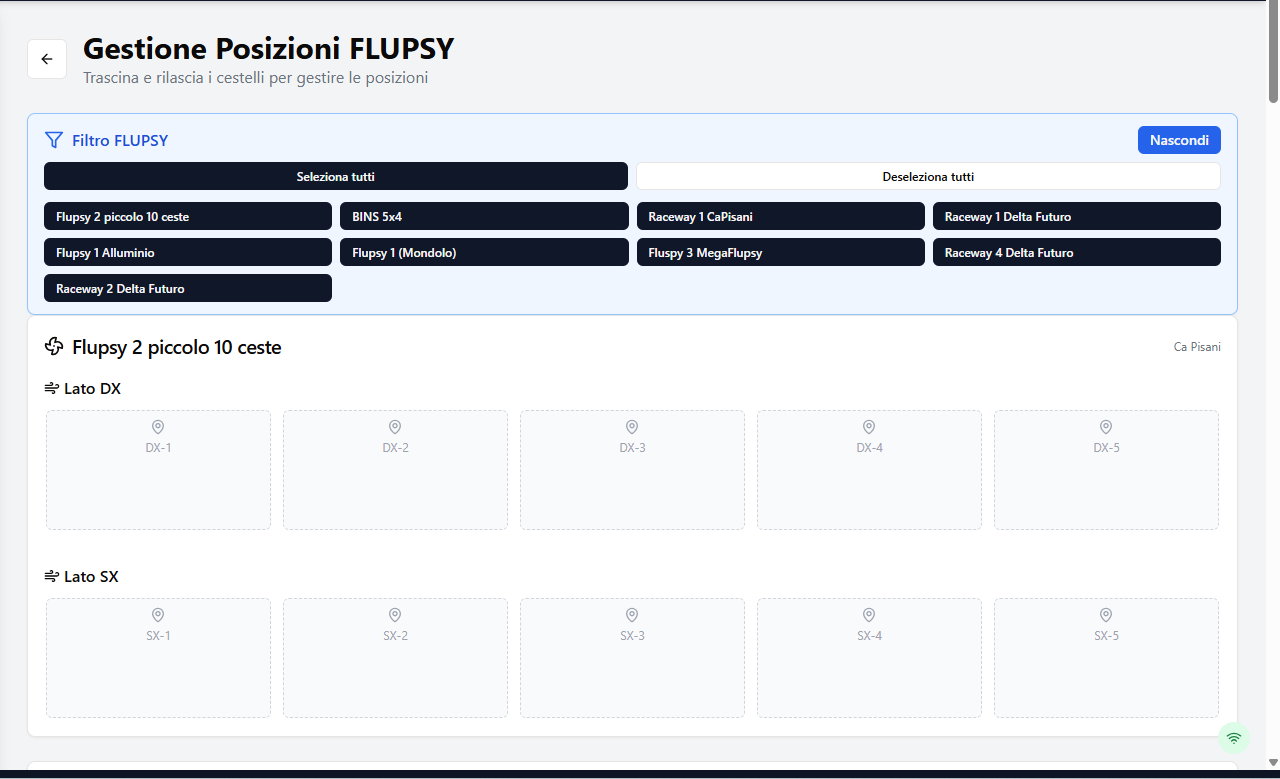 Gestione Posizioni FLUPSY
Trascina e rilascia i cestelli per gestire le posizioni
Filtro FLUPSY
Nascondi
Seleziona tutti
Deseleziona tutti
Flupsy 2 piccolo 10 ceste
BINS 5x4
Raceway 1 CaPisani
Raceway 1 Delta Futuro
Flupsy 1 Alluminio
Flupsy 1 (Mondolo)
Fluspy 3 MegaFlupsy
Raceway 4 Delta Futuro
Raceway 2 Delta Futuro
Flupsy 2 piccolo 10 ceste
Ca Pisani
Lato DX
DX-1
DX-2
DX-3
DX-4
DX-5
Lato SX
SX-1
SX-2
SX-3
SX-4
SX-5